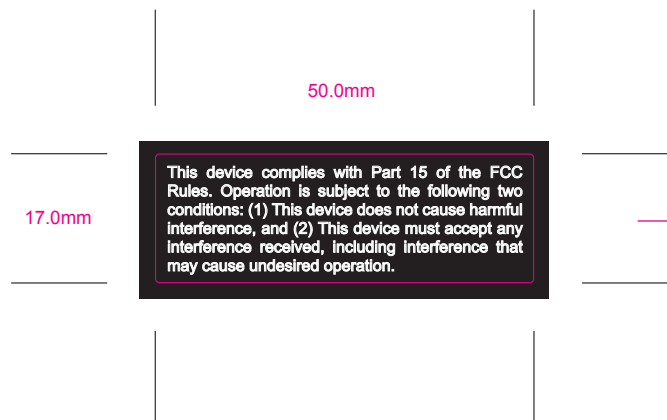 50.0mm
17.0mm
This device complies with Part 15 of the FCC
Rules. Operation is subject to the following two
conditions: (1) This device does not cause harmful
interference, and (2) This device must accept any
interference received, including interference that
may cause undesired operation.